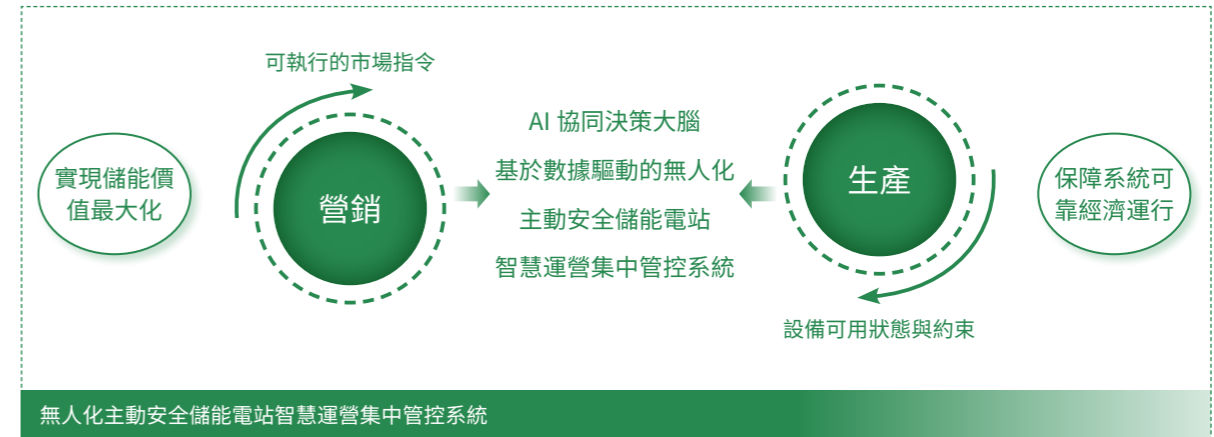 可執行的市場指令
實現儲能價
值最大化
營銷
AI 協同決策大腦
基於數據驅動的無人化
主動安全儲能電站
智慧運營集中管控系統
生產
保障系統可
靠經濟運行
設備可用狀態與約束
無人化主動安全儲能電站智慧運營集中管控系統